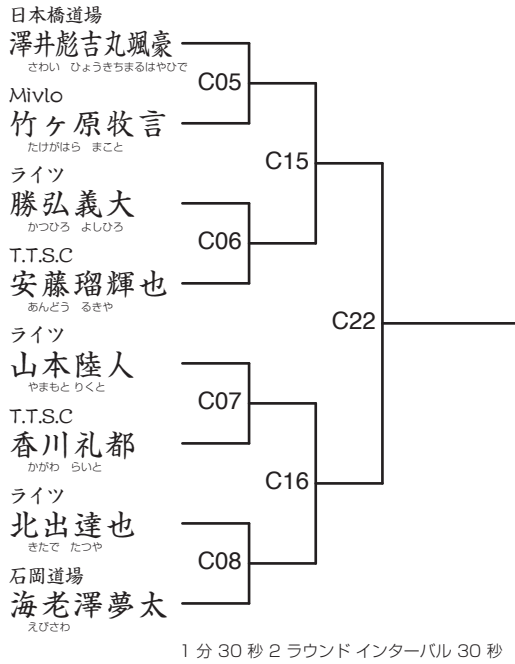 日本橋道場
澤井彪吉丸颯豪
さわい ひょうきちまるはやひで
C05
Mivlo
竹ヶ原牧言
たけがはら まこと
C15
ライツ
勝弘義大
かつひろ よしひろ
C06
T.T.S.C
安藤瑠輝也
あんどう るきや
C22
ライツ
山本陸人
やまもと りくと
C07
T.T.S.C
香川礼都
かがわ らいと
C16
ライツ
北出達也
きたで たつや
C08
石岡道場
海老澤夢太
えびさわ
1 分 30 秒 2 ラウンド インターバル 30 秒